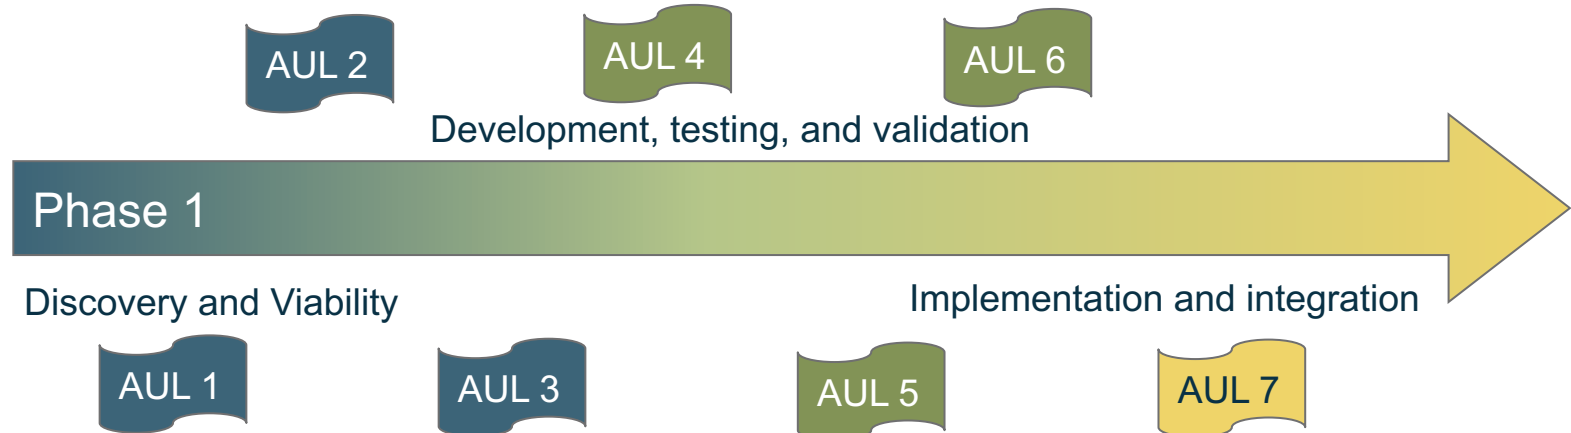 AUL 2
AUL 4
AUL 6
Development, testing, and validation
Phase 1
Discovery and Viability
Implementation and integration
AUL 1
AUL 3
AUL 5
AUL 7